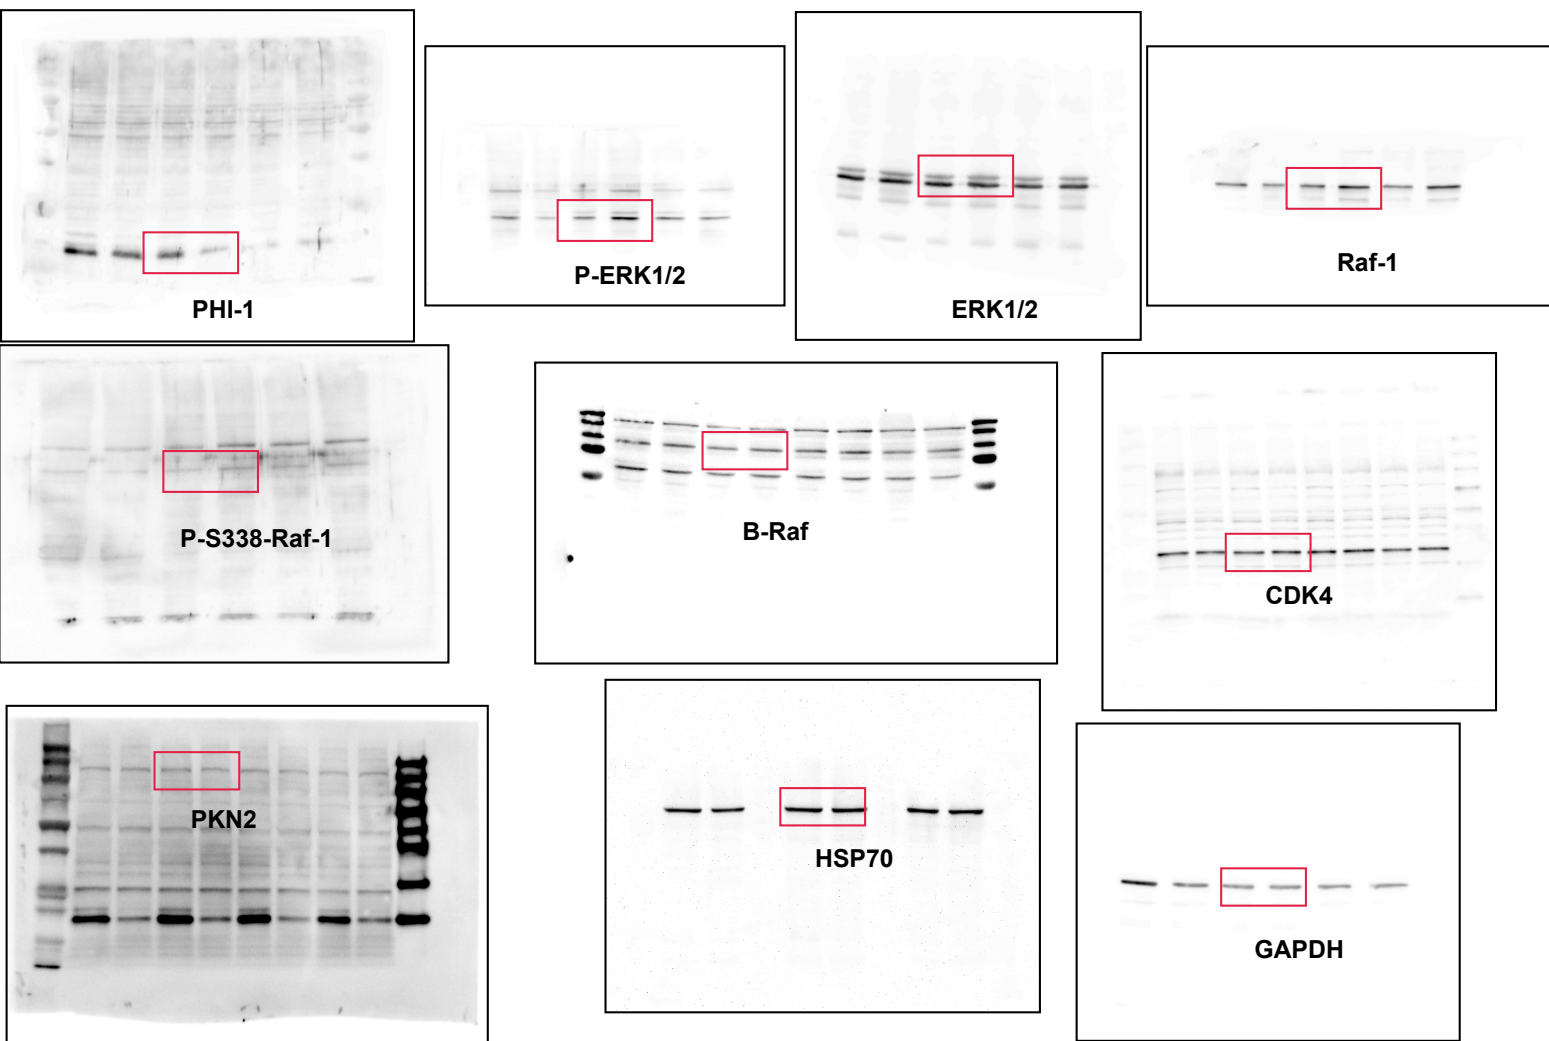 PHI-1
P-ERK1/2
ERK1/2
Raf-1
P-S338-Raf-1
B-Raf
CDK4
PKN2
HSP70
GAPDH